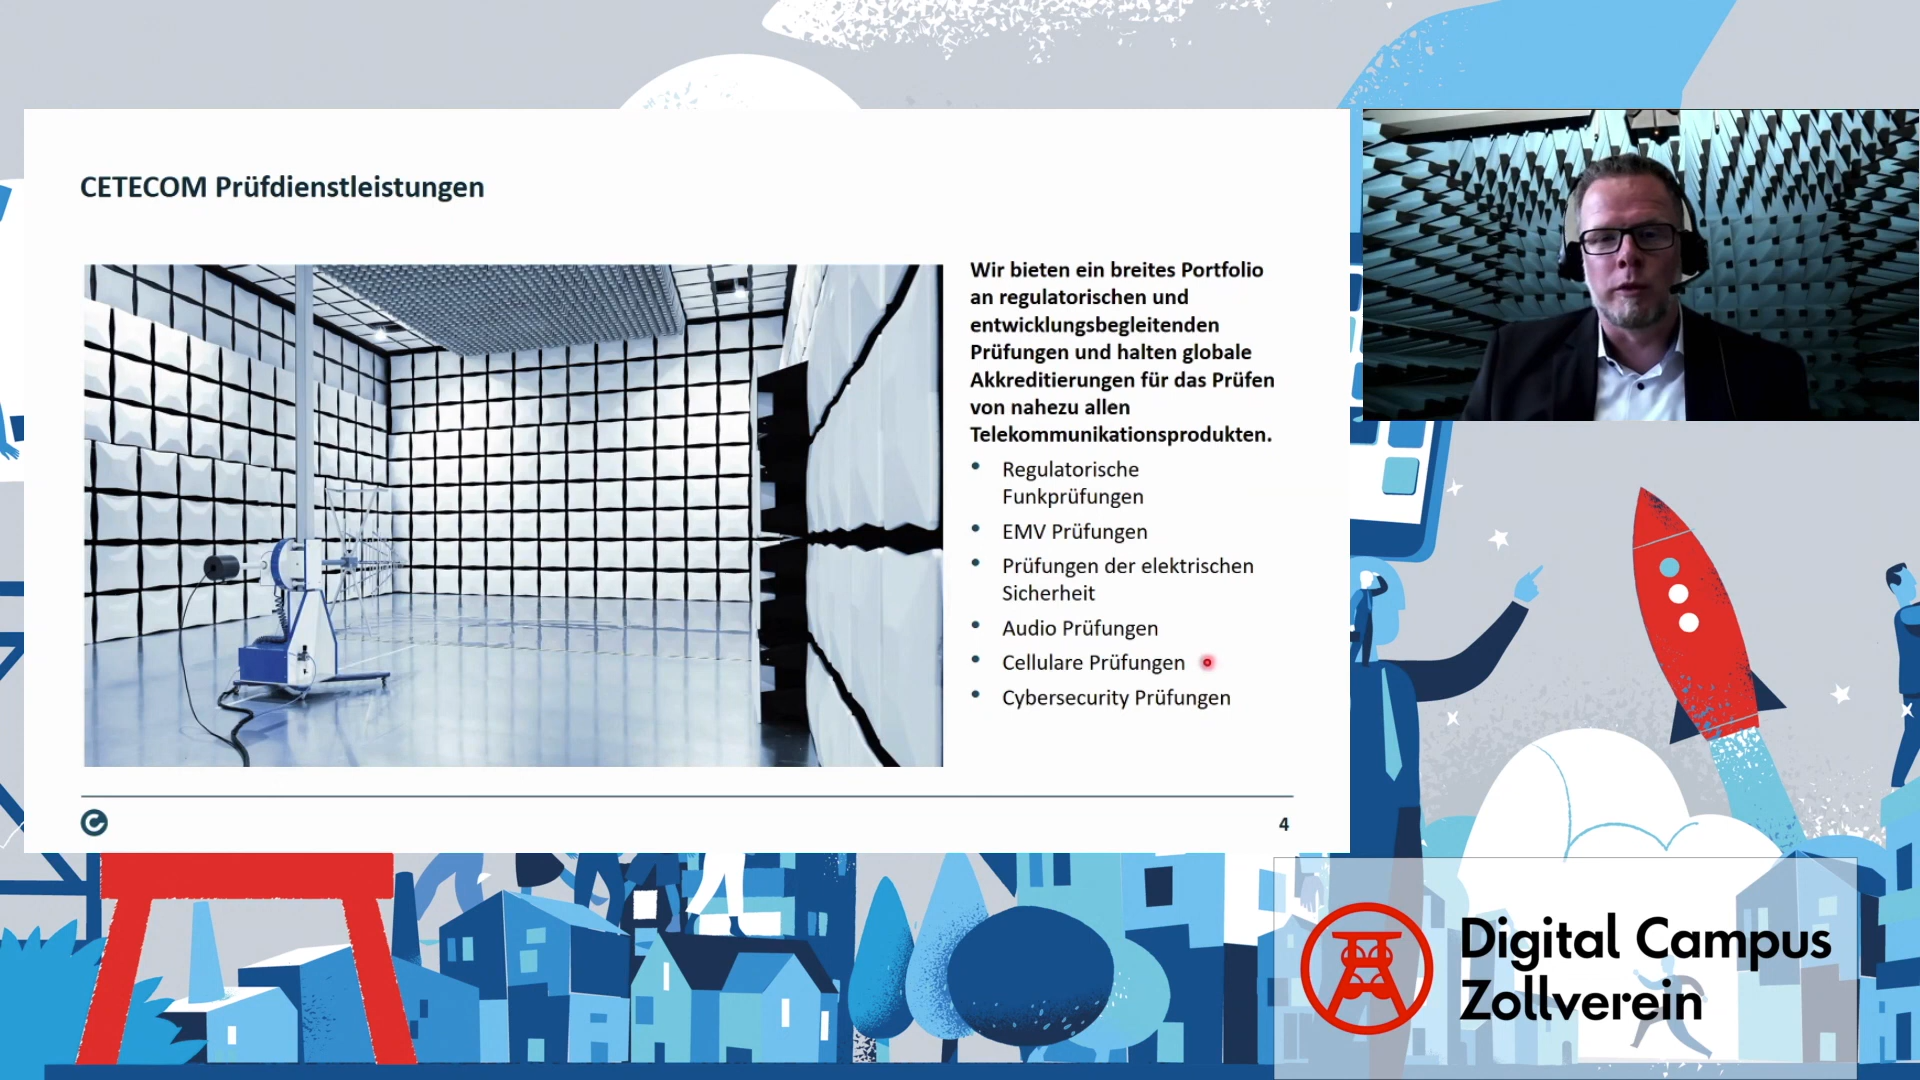 CETECOM Prüfdienstleistungen
Wir bieten ein breites Portfolio
an regulatorischen und
entwicklungsbegleitenden
Prüfungen und halten globale
Akkreditierungen für das Prüfen
von nahezu allen
Telekommunikationsprodukten.
• Regulatorische
Funkprüfungen
• EMV Prüfungen
• Prüfungen der elektrischen
Sicherheit
• Audio Prüfungen
• Cellulare Prüfungen
• Cybersecurity Prüfungen
4
Digital Campus
Zollverein